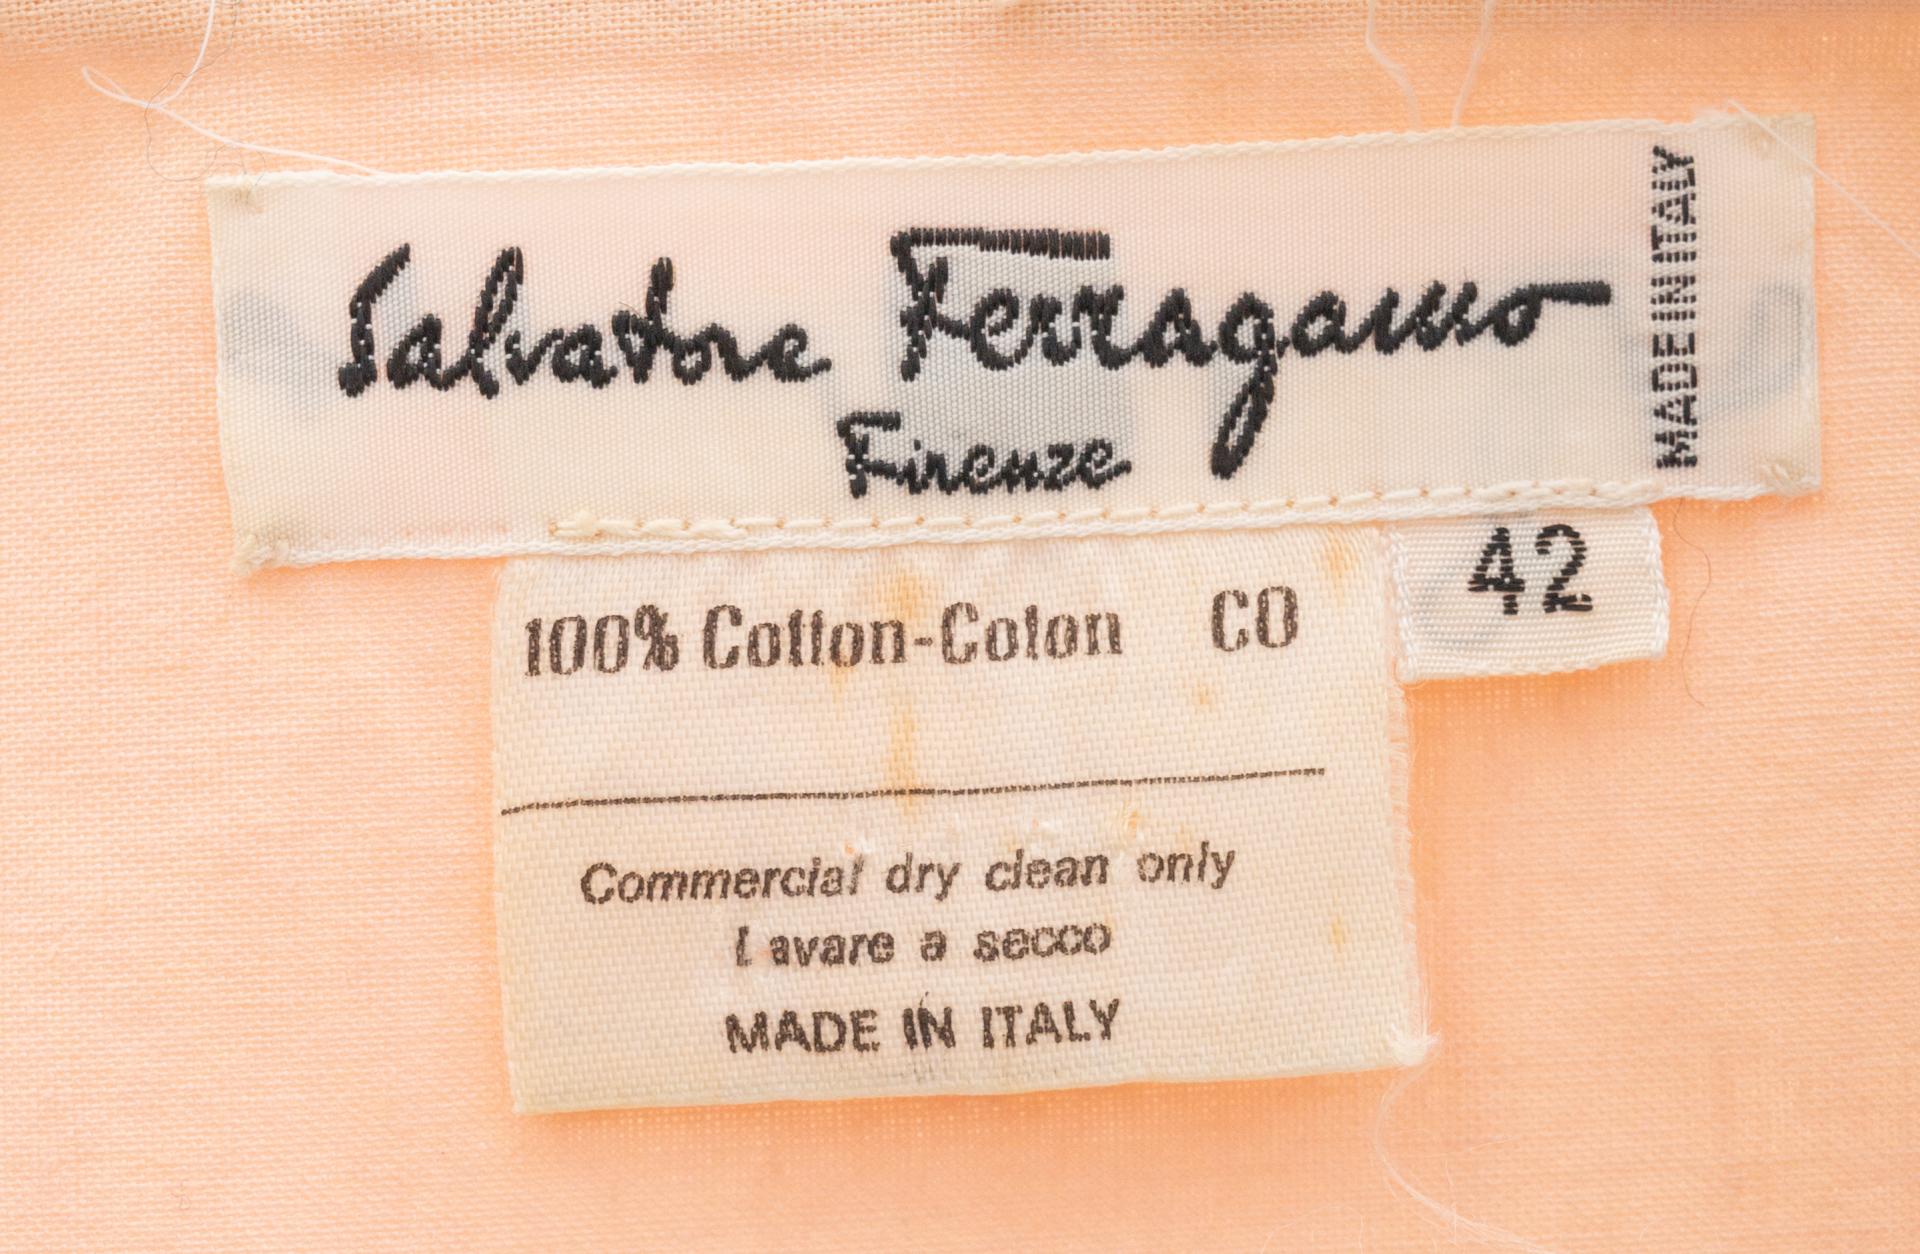 Salvatore Ferragamo
Firenze
MADE IN ITALY
42
100% Cotton-Coton CO
Commercial dry clean only
Lavare a secco
MADE IN ITALY